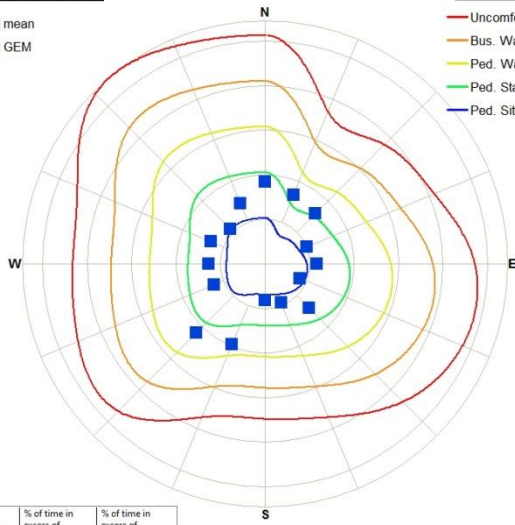 N
mean
GEM
Uncomf
Bus. Wa
Ped. Wa
Ped. Sta
Ped. Sit
W
E
S
% of time in % of time in
excess of excess of